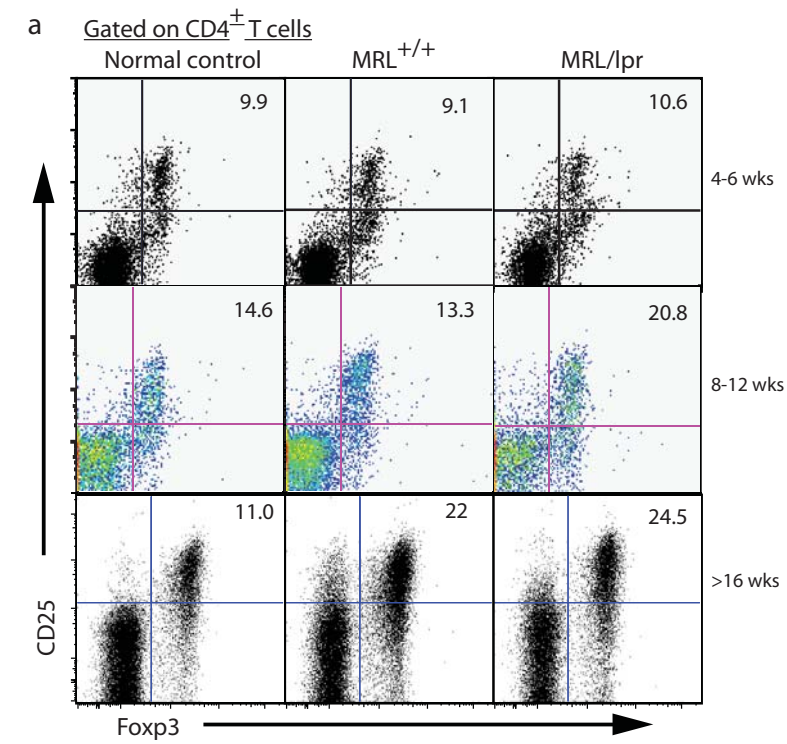 a
Gated on CD4± T cells
Normal control MRL+/+ MRL/lpr
9.9 9.1 10.6
4-6 wks
14.6 13.3 20.8
8-12 wks
11.0 22 24.5
>16 wks
CD25
Foxp3